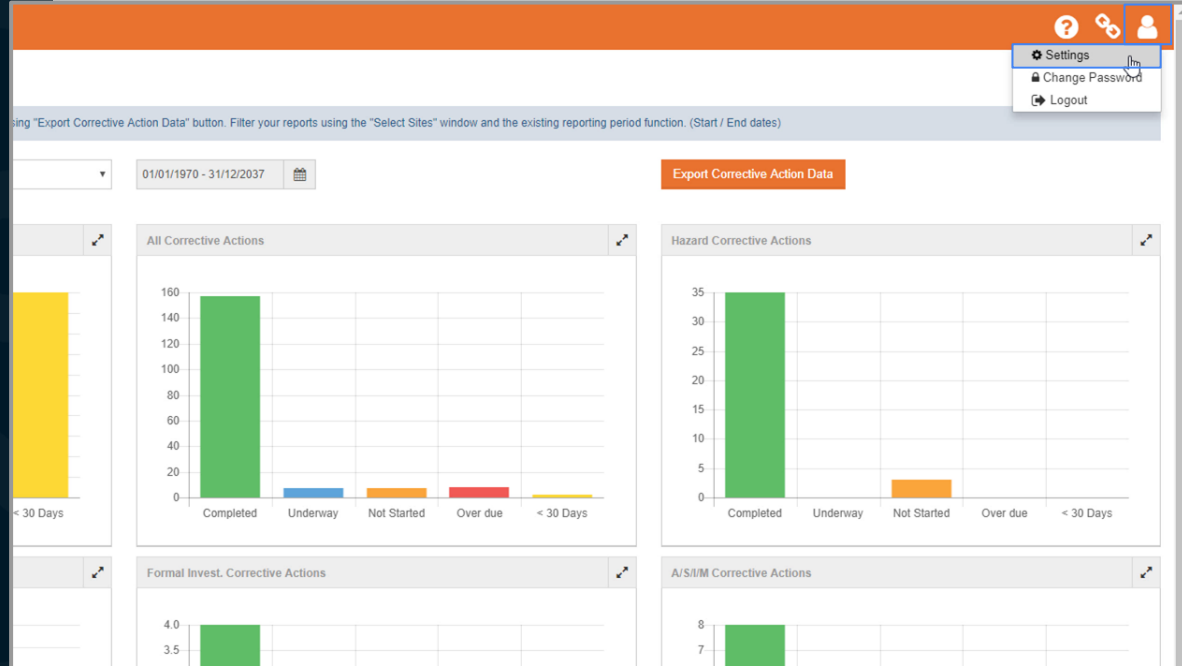 Settings
Change Password
Logout
ing "Export Corrective Action Data" button. Filter your reports using the "Select Sites" window and the existing reporting period function. (Start / End dates)
01/01/1970 - 31/12/2037
Export Corrective Action Data
All Corrective Actions
Hazard Corrective Actions
160
140
120
100
80
60
40
20
0
35
30
25
20
15
10
5
0
< 30 Days
Completed Underway Not Started Over due < 30 Days
Completed Underway Not Started Over due < 30 Days
Formal Invest. Corrective Actions
A/S/I/M Corrective Actions
4.0
3.5
8
7